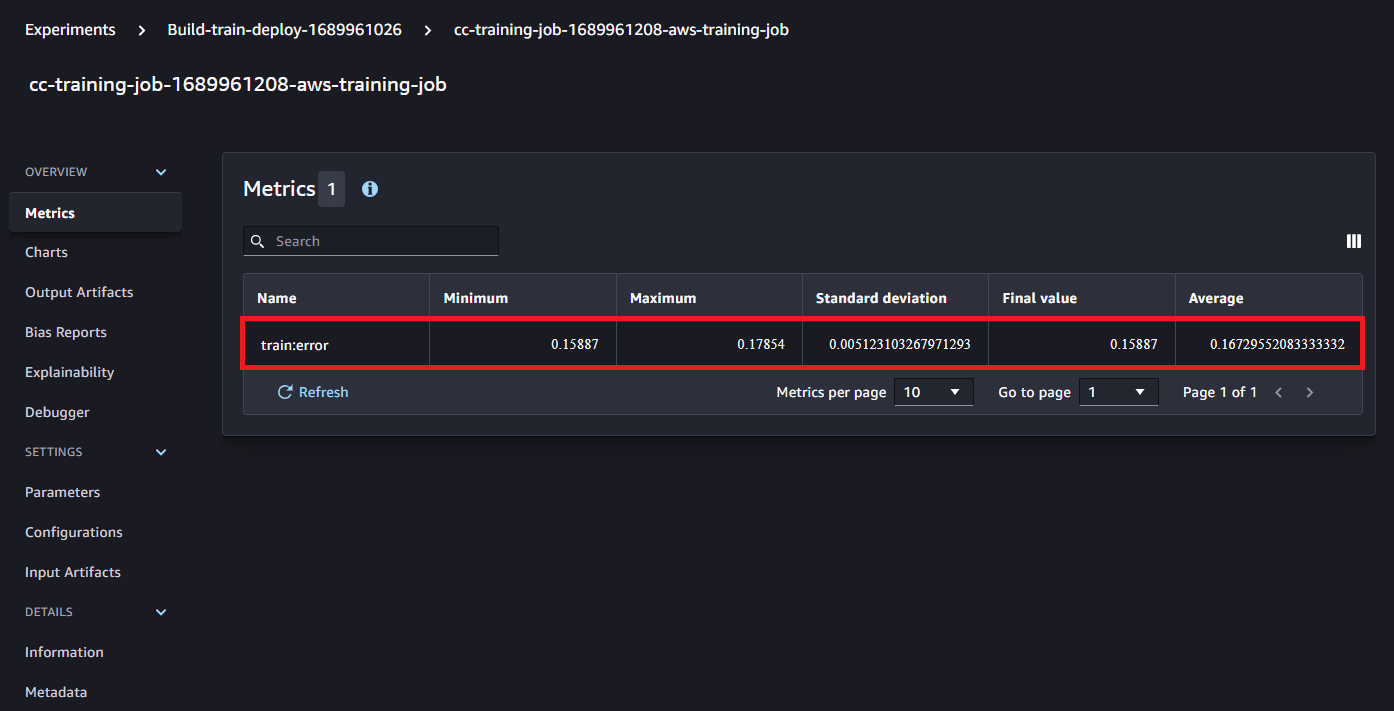 Experiments > Build-train-deploy-1689961026 > cc-training-job-1689961208-aws-training-job
cc-training-job-1689961208-aws-training-job
OVERVIEW
Metrics
Charts
Output Artifacts
Bias Reports
Explainability
Debugger
SETTINGS
Parameters
Configurations
Input Artifacts
DETAILS
Information
Metadata
Metrics 1
Search
Name Minimum Maximum Standard deviation Final value Average
train:error 0.15887 0.17854 0.005123103267971293 0.15887 0.16729552083333332
Refresh Metrics per page 10 Go to page 1 Page 1 of 1 < >